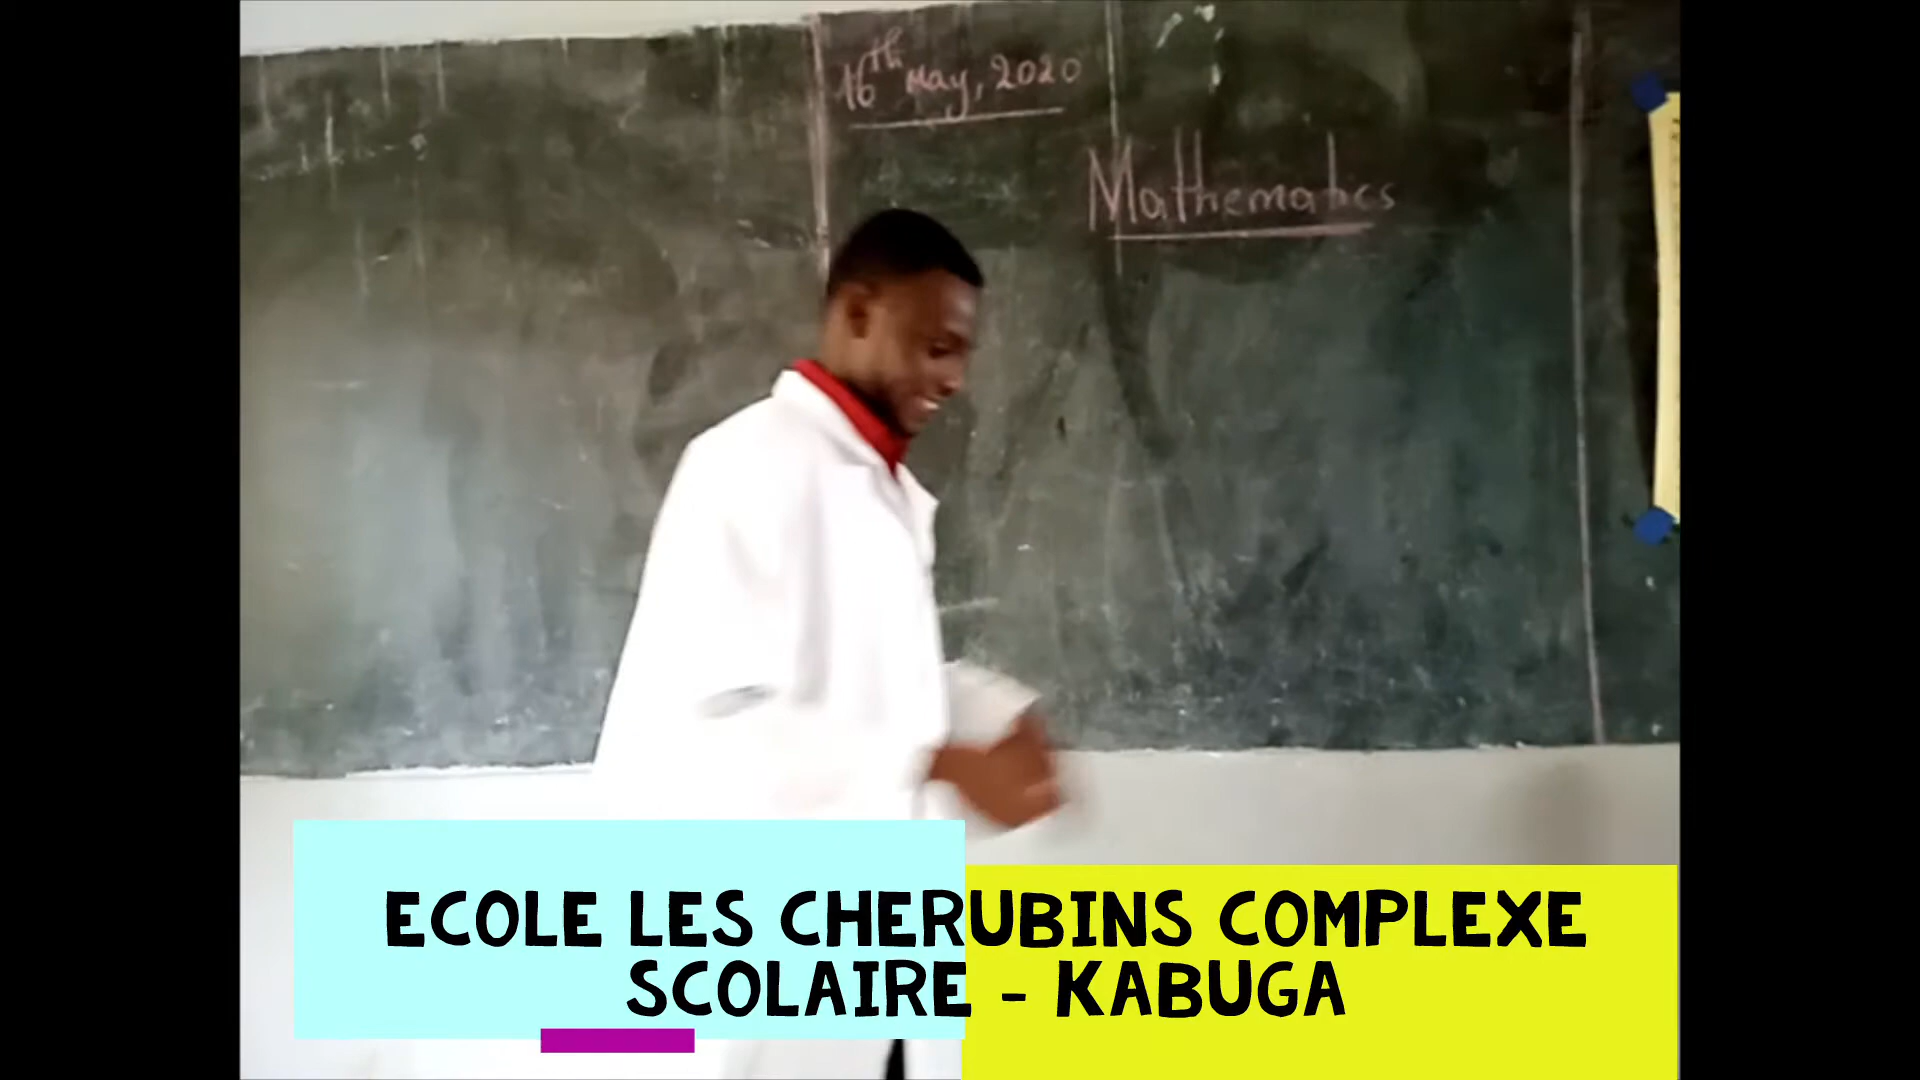 16th May, 2020
Mathematics
ECOLE LES CHERUBINS COMPLEXE
SCOLAIRE - KABUGA